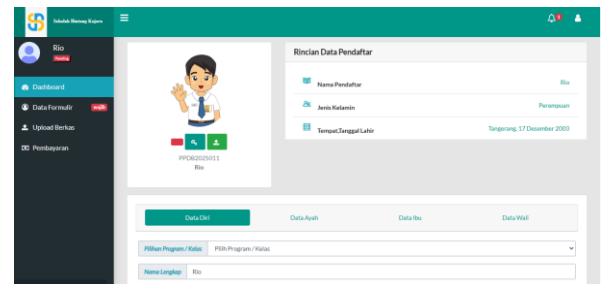 Sekolah Bintang Kejora
Rio
Pending
Dashboard
Data Formulir wajib
Upload Berkas
Pembayaran
PPDB2025011
Rio
Rincian Data Pendaftar
Nama Pendaftar Rio
Jenis Kelamin Perempuan
Tempat,Tanggal Lahir Tangerang, 17 Desember 2003
Data Diri Data Ayah Data Ibu Data Wali
Pilihan Program / Kelas Pilih Program / Kelas
Nama Lengkap Rio